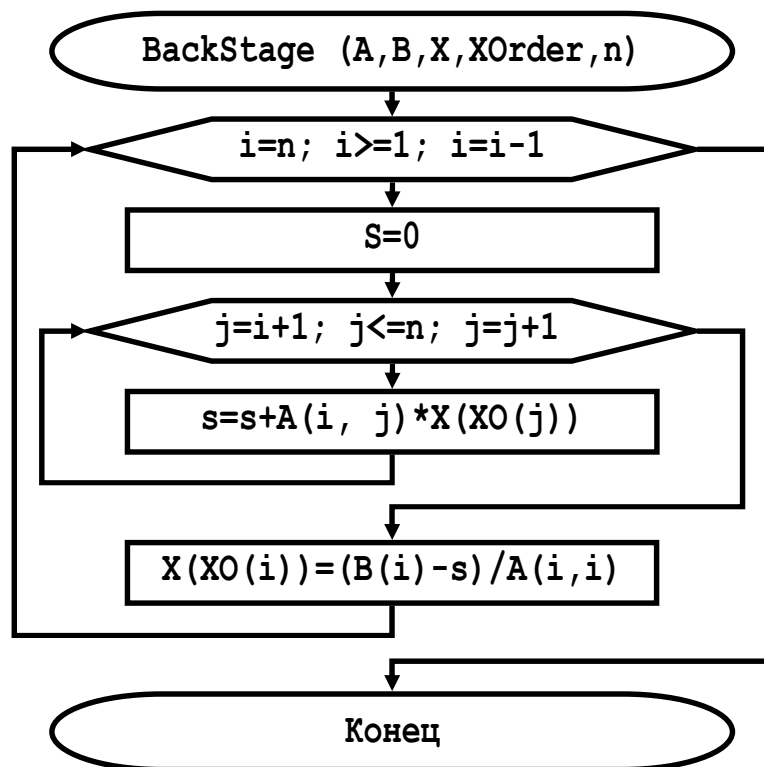 BackStage (A,B,X,XOrder,n)
i=n; i>=1; i=i-1
S=0
j=i+1; j<=n; j=j+1
s=s+A(i, j)*X(XO(j))
X(XO(i))=(B(i)-s)/A(i,i)
Конец